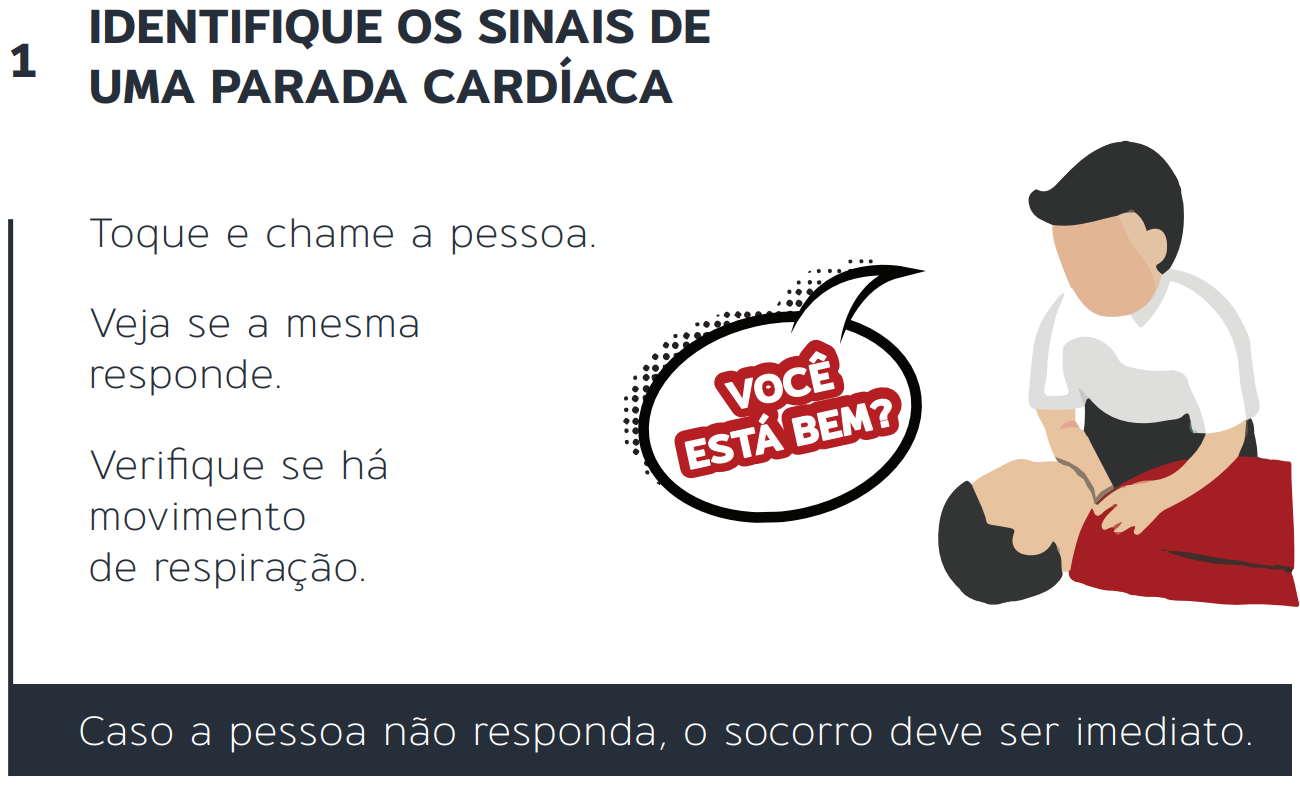 1
IDENTIFIQUE OS SINAIS DE
UMA PARADA CARDÍACA
Toque e chame a pessoa.
Veja se a mesma
responde.
Verifique se há
movimento
de respiração.
VOCÊ
ESTÁ BEM?
Caso a pessoa não responda, o socorro deve ser imediato.